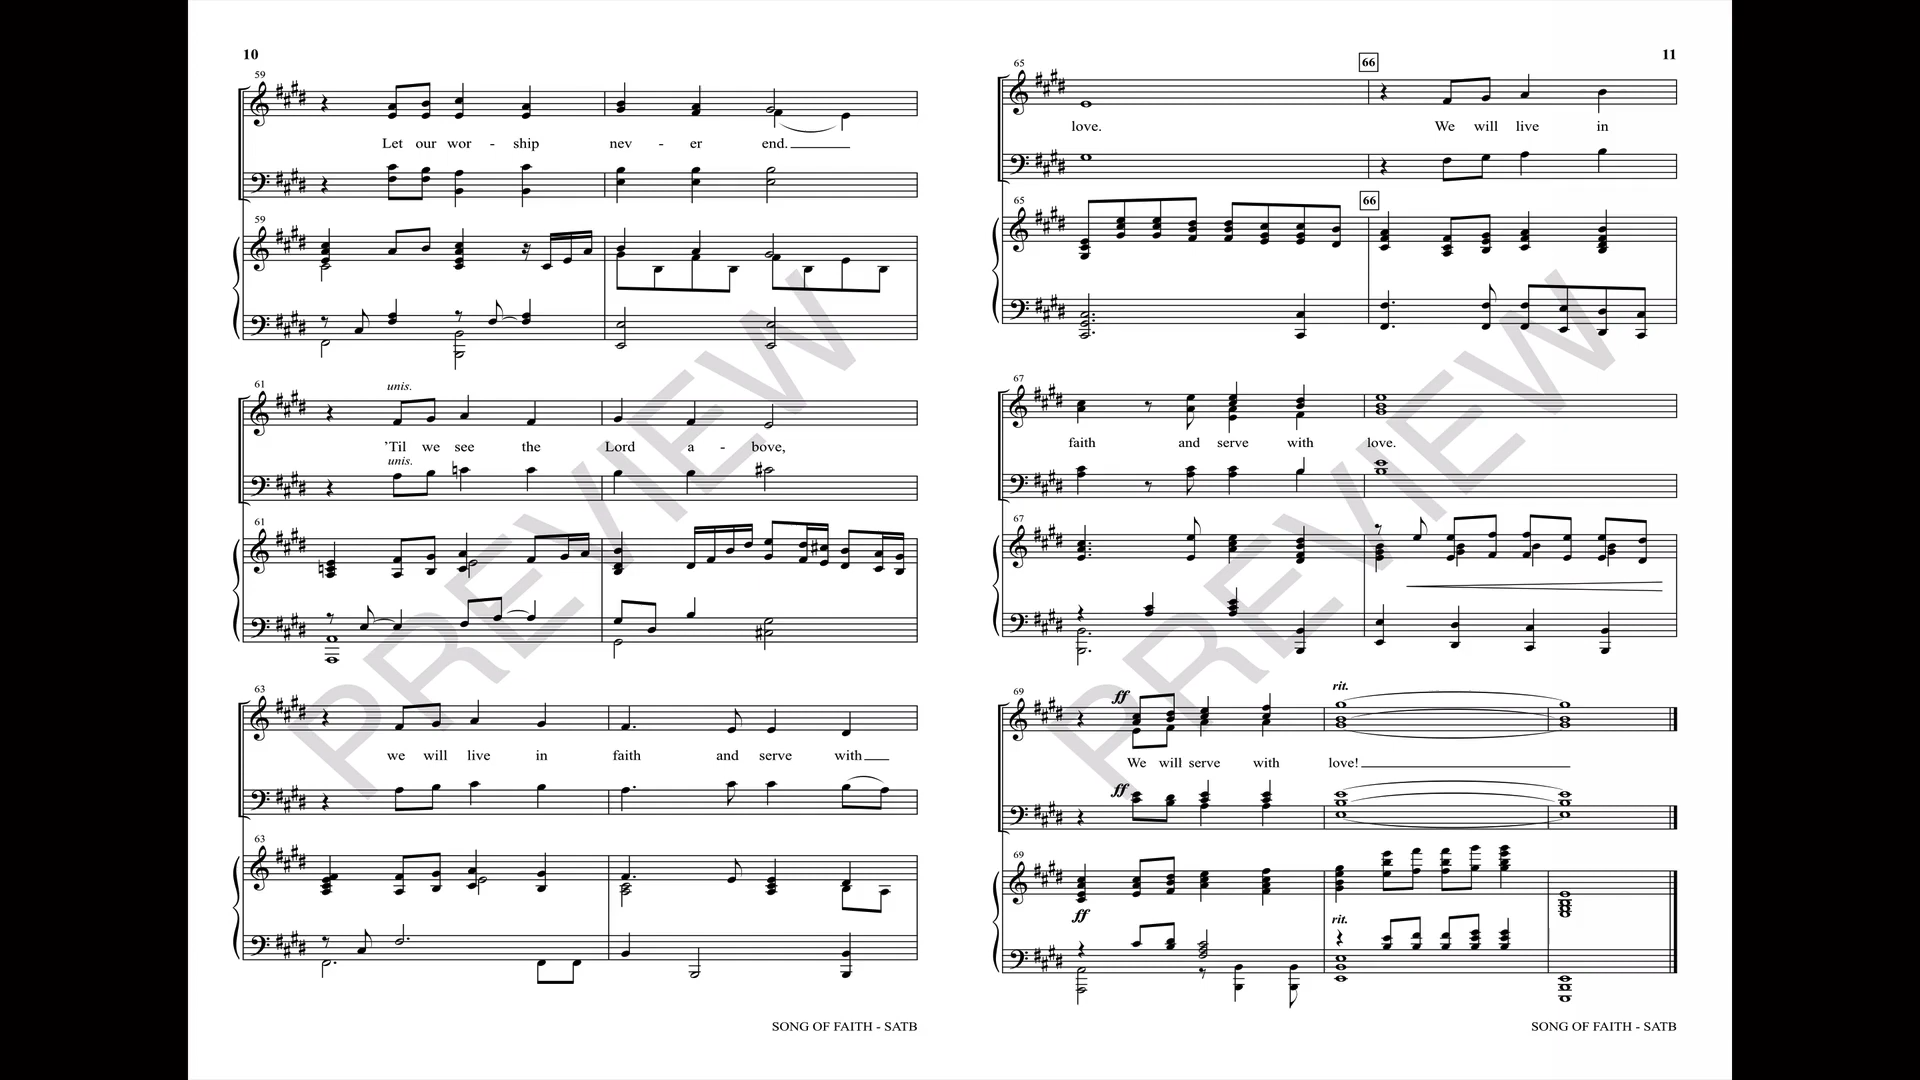 10
59
Let our wor - ship nev - er end.
59
61
unis.
'Til we see the Lord a - bove,
unis.
61
63
we will live in faith and serve with
63
SONG OF FAITH - SATB
11
65
66
love. We will live in
65
66
67
faith and serve with love.
67
69
ff
rit.
We will serve with love!
ff
69
ff
rit.
SONG OF FAITH - SATB
PREVIEW
PREVIEW